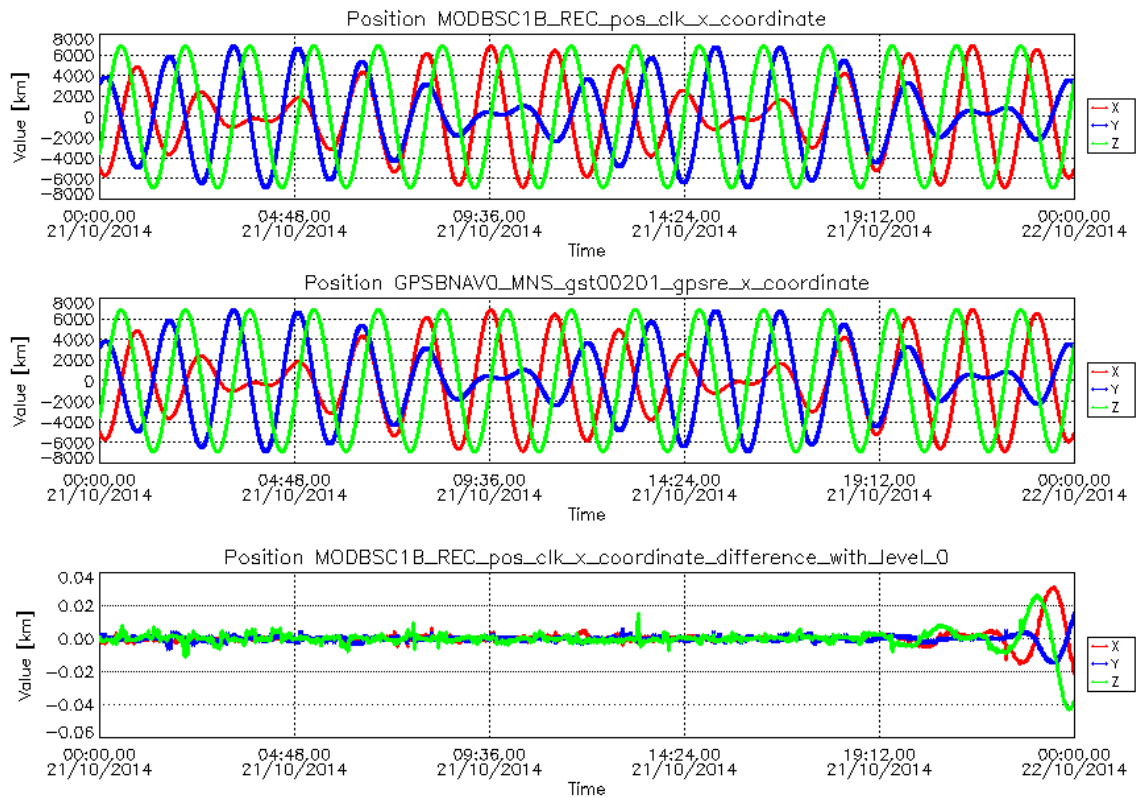 Position MODBSC1B_REC_pos_clk_x_coordinate
8000
6000
4000
2000
0
−2000
−4000
−6000
−8000
Value [km]
00:00.00 04:48.00 09:36.00 14:24.00 19:12.00 00:00.00
21/10/2014 21/10/2014 21/10/2014 21/10/2014 21/10/2014 22/10/2014
Time
X
Y
Z
Position GPSBNAV0_MNS_gst00201_gpsre_x_coordinate
8000
6000
4000
2000
0
−2000
−4000
−6000
−8000
Value [km]
00:00.00 04:48.00 09:36.00 14:24.00 19:12.00 00:00.00
21/10/2014 21/10/2014 21/10/2014 21/10/2014 21/10/2014 22/10/2014
Time
X
Y
Z
Position MODBSC1B_REC_pos_clk_x_coordinate_difference_with_level_0
0.04
0.02
0.00
−0.02
−0.04
−0.06
Value [km]
00:00.00 04:48.00 09:36.00 14:24.00 19:12.00 00:00.00
21/10/2014 21/10/2014 21/10/2014 21/10/2014 21/10/2014 22/10/2014
Time
X
Y
Z